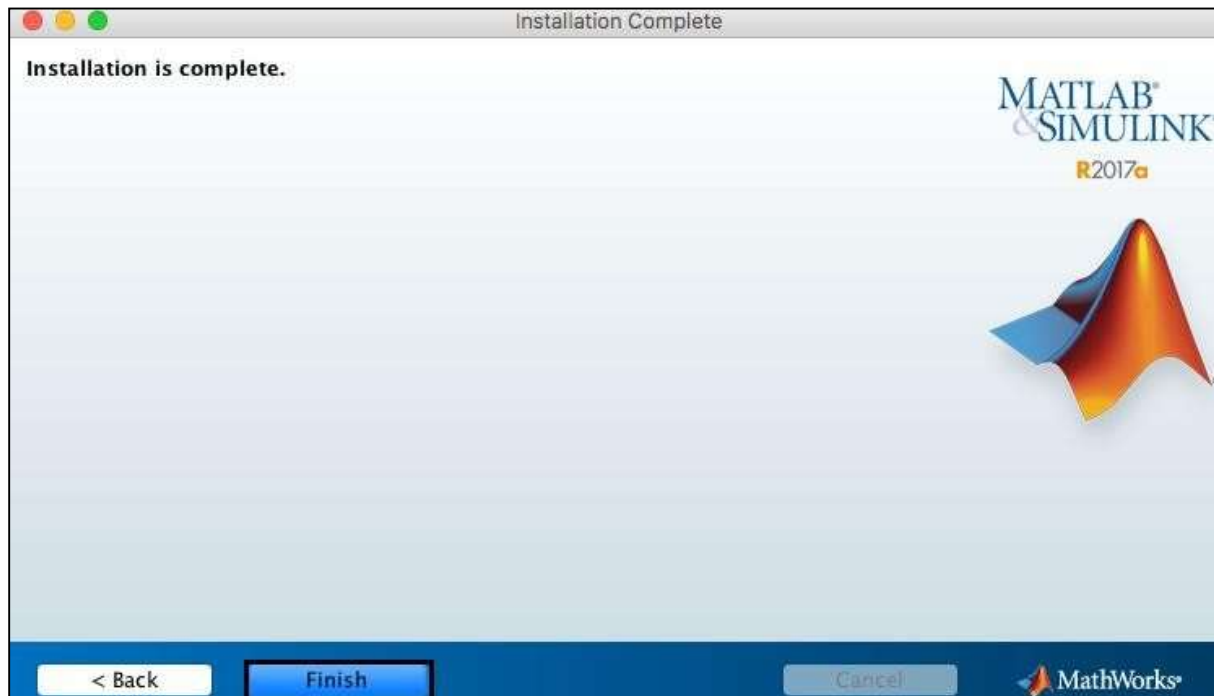 Installation Complete
Installation is complete.
MATLAB®
&SIMULINK®
R2017a
< Back
Finish
Cancel
MathWorks®